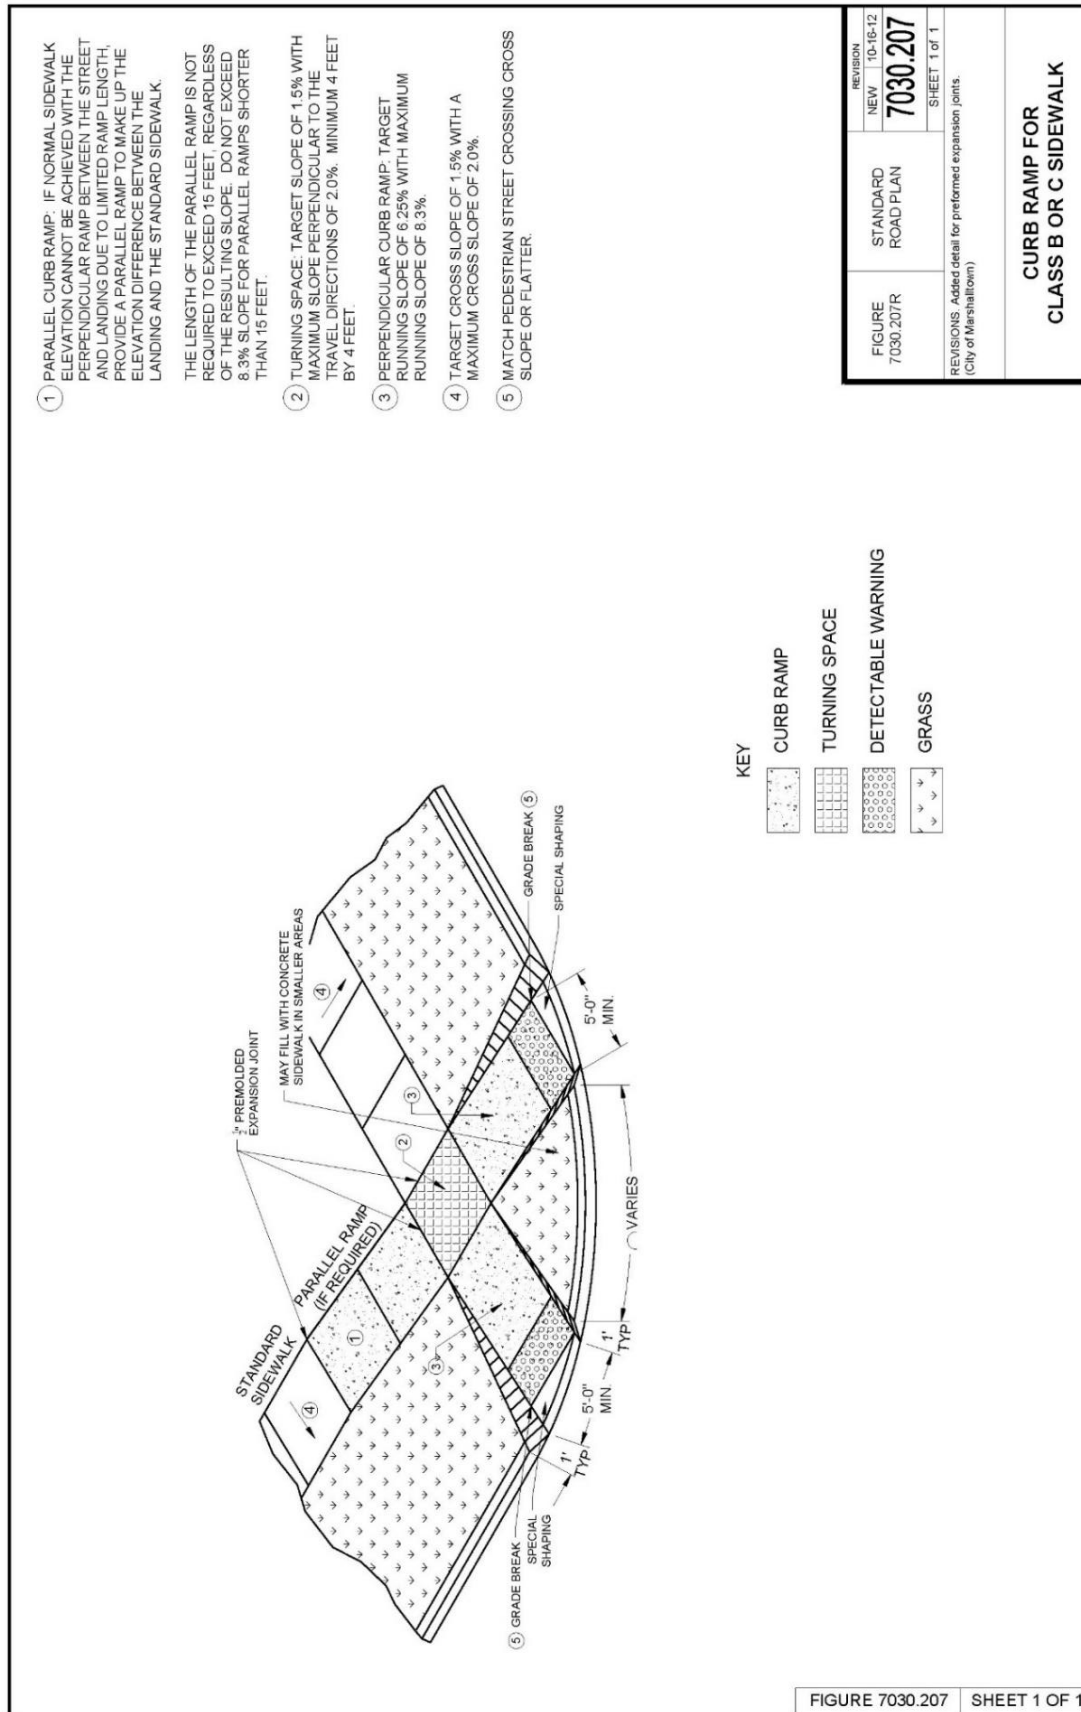 ① PARALLEL CURB RAMP: IF NORMAL SIDEWALK
ELEVATION CANNOT BE ACHIEVED WITH THE
PERPENDICULAR RAMP BETWEEN THE STREET
AND LANDING DUE TO LIMITED RAMP LENGTH,
PROVIDE A PARALLEL RAMP TO MAKE UP THE
ELEVATION DIFFERENCE BETWEEN THE
LANDING AND THE STANDARD SIDEWALK.
THE LENGTH OF THE PARALLEL RAMP IS NOT
REQUIRED TO EXCEED 15 FEET, REGARDLESS
OF THE RESULTING SLOPE. DO NOT EXCEED
8.3% SLOPE FOR PARALLEL RAMPS SHORTER
THAN 15 FEET.
② TURNING SPACE: TARGET SLOPE OF 1.5% WITH
MAXIMUM SLOPE PERPENDICULAR TO THE
TRAVEL DIRECTIONS OF 2.0%. MINIMUM 4 FEET
BY 4 FEET.
③ PERPENDICULAR CURB RAMP: TARGET
RUNNING SLOPE OF 6.25% WITH MAXIMUM
RUNNING SLOPE OF 8.3%.
④ TARGET CROSS SLOPE OF 1.5% WITH A
MAXIMUM CROSS SLOPE OF 2.0%.
⑤ MATCH PEDESTRIAN STREET CROSSING CROSS
SLOPE OR FLATTER.
½" PREMOLDED
EXPANSION JOINT
MAY FILL WITH CONCRETE
SIDEWALK IN SMALLER AREAS
STANDARD
SIDEWALK
PARALLEL RAMP
(IF REQUIRED)
④
①
②
③
④
③
GRADE BREAK ⑤
SPECIAL SHAPING
⑤ GRADE BREAK
SPECIAL
SHAPING
1'
TYP
5'-0"
MIN.
1'
TYP
VARIES
5'-0"
MIN.
KEY
CURB RAMP
TURNING SPACE
DETECTABLE WARNING
GRASS
FIGURE
7030.207R
STANDARD
ROAD PLAN
REVISION
NEW 10-16-12
7030.207
SHEET 1 of 1
REVISIONS. Added detail for preformed expansion joints.
(City of Marshalltown)
CURB RAMP FOR
CLASS B OR C SIDEWALK
FIGURE 7030.207 SHEET 1 OF 1